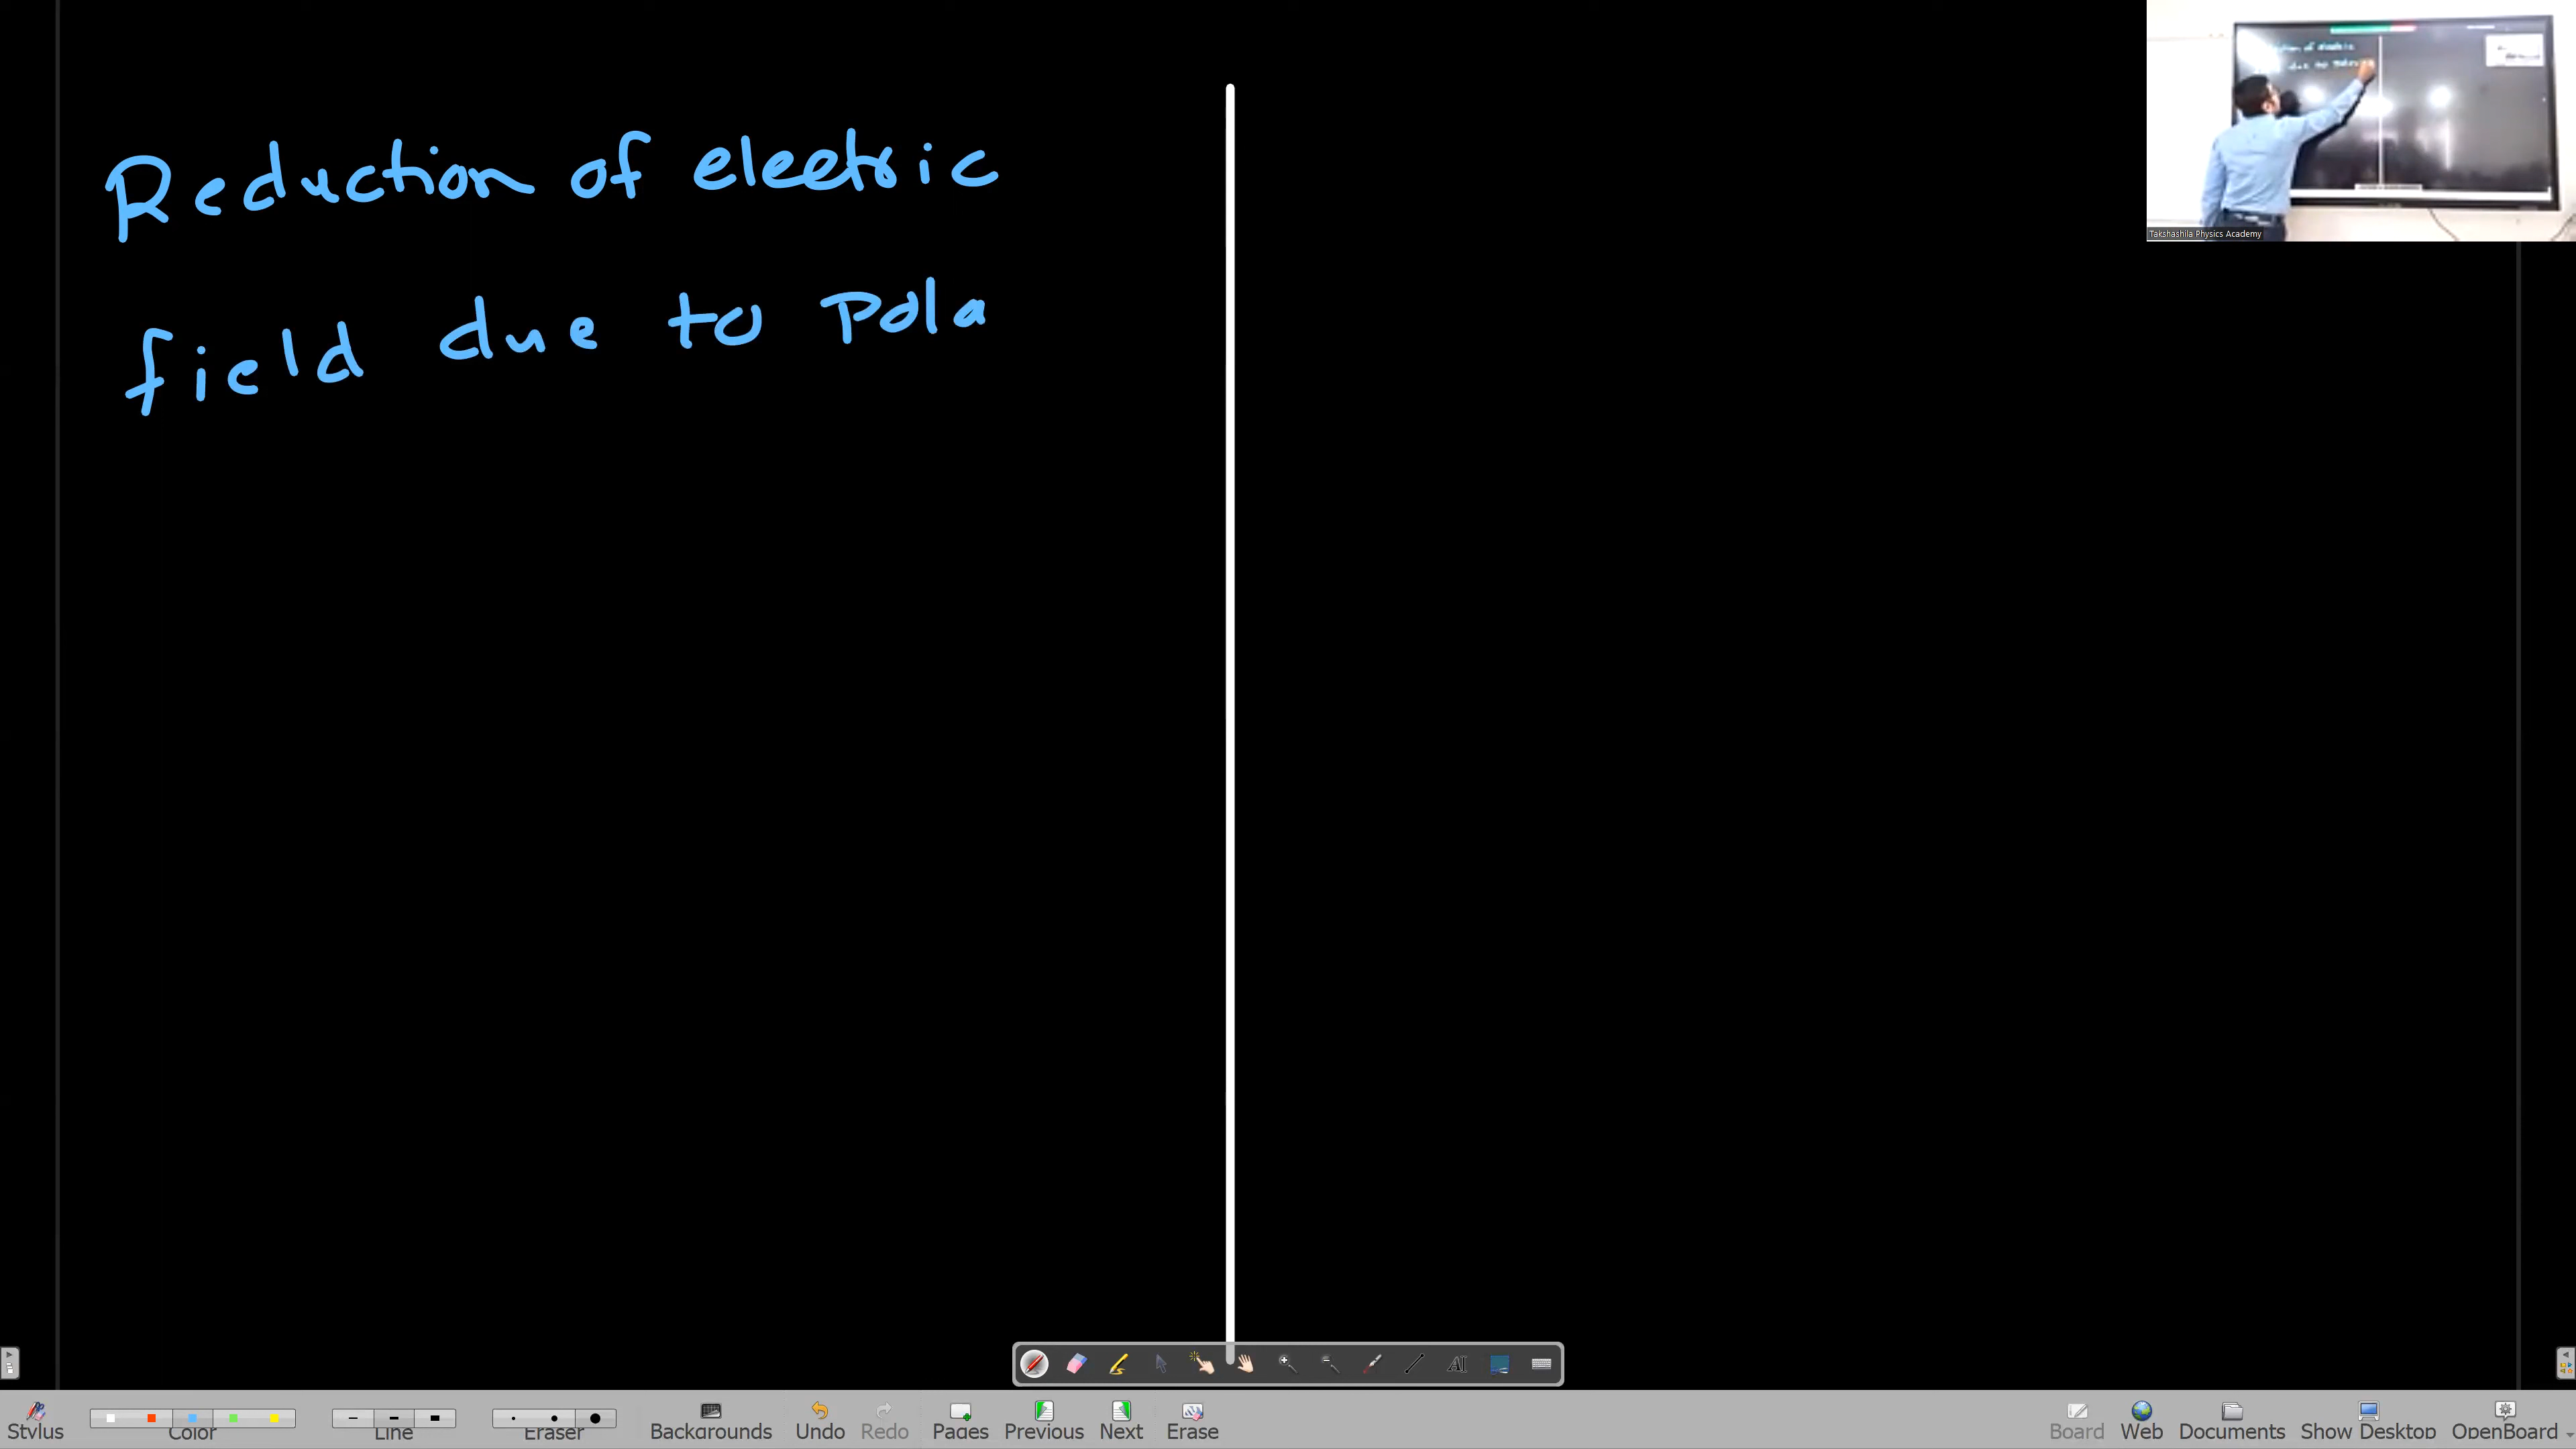 Reduction of electric
field due to Pola
Takshashila Physics Academy
Stylus
Color
Line
Eraser
Backgrounds
Undo
Redo
Pages
Previous
Next
Erase
Board
Web
Documents
Show Desktop
OpenBoard